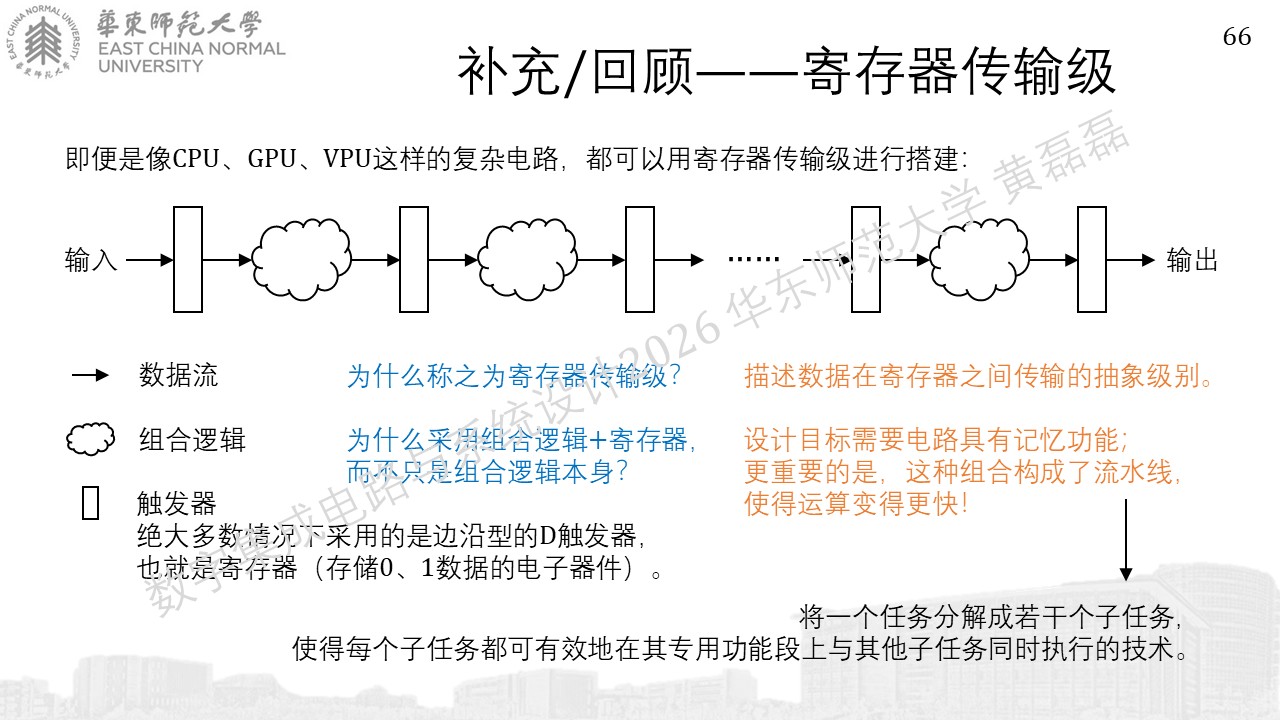 華東師範大學
EAST CHINA NORMAL
UNIVERSITY
EAST CHINA NORMAL UNIVERSITY
華東師範大學
66
补充/回顾——寄存器传输级
即便是像CPU、GPU、VPU这样的复杂电路，都可以用寄存器传输级进行搭建：
输入
……
输出
数据流
为什么称之为寄存器传输级？
描述数据在寄存器之间传输的抽象级别。
组合逻辑
为什么采用组合逻辑+寄存器，
而不只是组合逻辑本身？
设计目标需要电路具有记忆功能；
更重要的是，这种组合构成了流水线，
使得运算变得更快！
触发器
绝大多数情况下采用的是边沿型的D触发器，
也就是寄存器（存储0、1数据的电子器件）。
将一个任务分解成若干个子任务，
使得每个子任务都可有效地在其专用功能段上与其他子任务同时执行的技术。
数字集成电路与系统设计2026 华东师范大学 黄磊磊